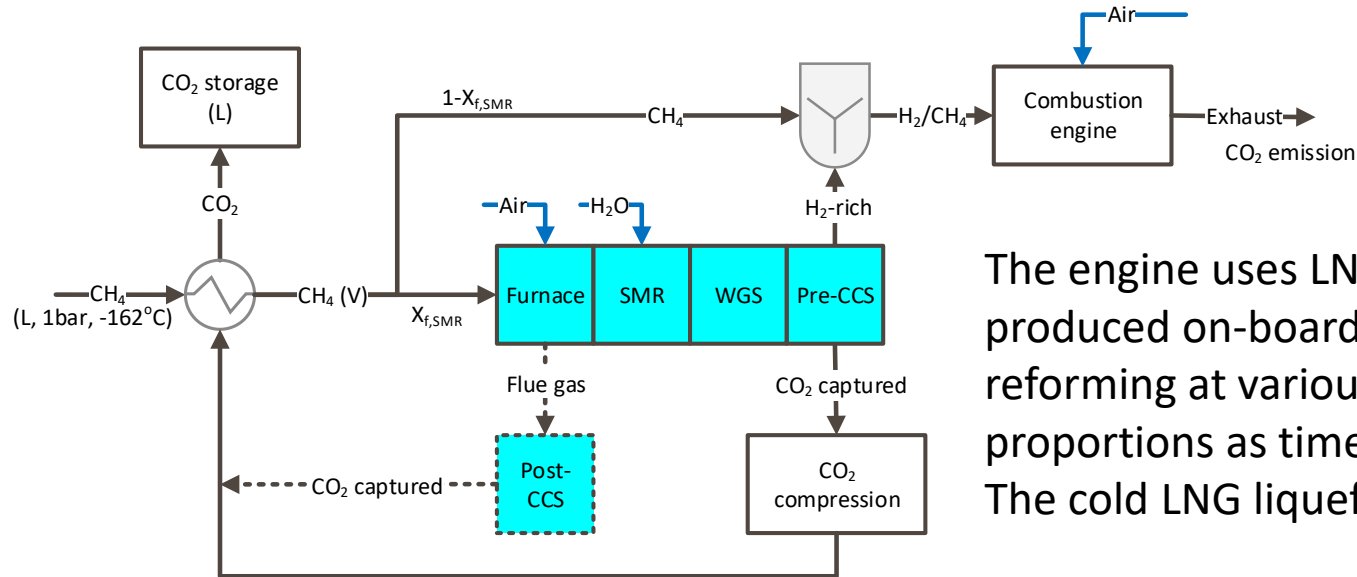 Air
CO₂ storage
(L)
1-X_f,SMR
CH₄
H₂/CH₄
Combustion
engine
Exhaust
CO₂ emission
CO₂
Air
H₂O
H₂-rich
CH₄
(L, 1bar, -162°C)
CH₄ (V)
X_f,SMR
Furnace
SMR
WGS
Pre-CCS
Flue gas
CO₂ captured
Post-
CCS
CO₂ captured
CO₂
compression
The engine uses LN
produced on-board
reforming at variou
proportions as time
The cold LNG liquef